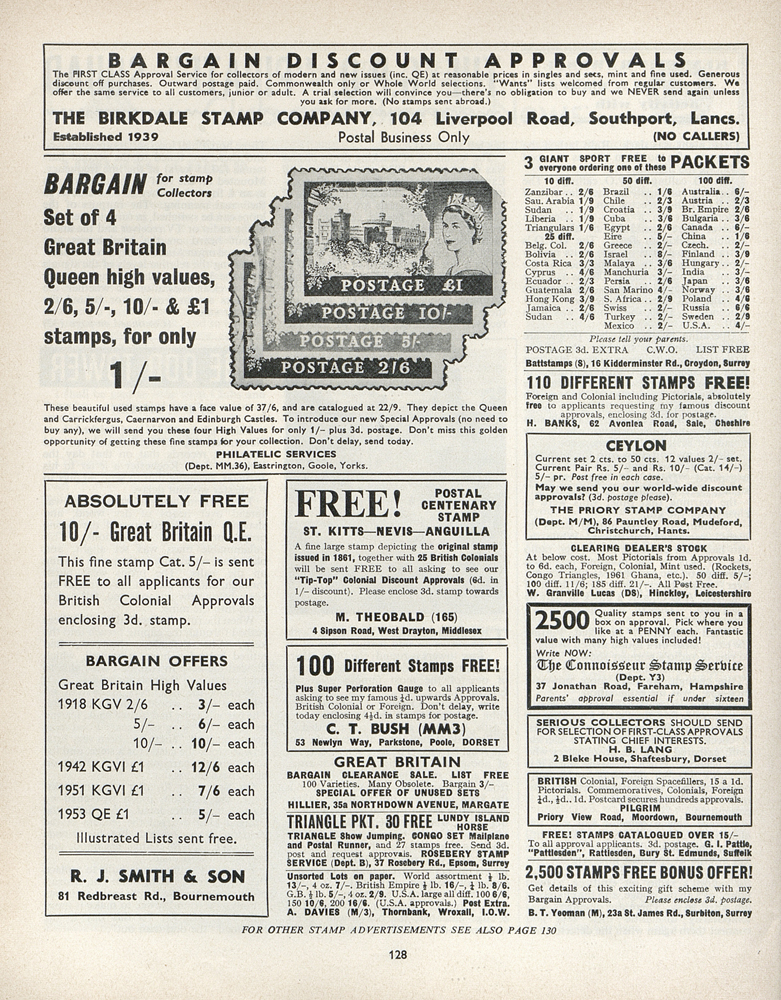 BARGAIN DISCOUNT APPROVALS
The FIRST CLASS Approval Service for collectors of modern and new issues (inc. QE) at reasonable prices in singles and sets, mint and fine used. Generous
discount off purchases. Outward postage paid. Commonwealth only or Whole World selections. "Wants" lists welcomed from regular customers. We
offer the same service to all customers, junior or adult. A trial selection will convince you—there's no obligation to buy and we NEVER send again unless
you ask for more. (No stamps sent abroad.)
THE BIRKDALE STAMP COMPANY, 104 Liverpool Road, Southport, Lancs.
Established 1939 Postal Business Only (NO CALLERS)
BARGAIN for stamp
Collectors
Set of 4
Great Britain
Queen high values,
2/6, 5/-, 10/- & £1
stamps, for only
1/-
POSTAGE £1
POSTAGE 10/-
POSTAGE 5/-
POSTAGE 2/6
These beautiful used stamps have a face value of 37/6, and are catalogued at 22/9. They depict the Queen
and Carrickfergus, Caernarvon and Edinburgh Castles. To introduce our new Special Approvals (no need to
buy any), we will send you these four High Values for only 1/- plus 3d. postage. Don't miss this golden
opportunity of getting these fine stamps for your collection. Don't delay, send today.
PHILATELIC SERVICES
(Dept. MM.36), Eastrington, Goole, Yorks.
ABSOLUTELY FREE
10/- Great Britain Q.E.
This fine stamp Cat. 5/– is sent
FREE to all applicants for our
British Colonial Approvals
enclosing 3d. stamp.
BARGAIN OFFERS
Great Britain High Values
1918 KGV 2/6 .. 3/– each
5/– .. 6/– each
10/– .. 10/– each
1942 KGVI £1 .. 12/6 each
1951 KGVI £1 .. 7/6 each
1953 QE £1 .. 5/– each
Illustrated Lists sent free.
R. J. SMITH & SON
81 Redbreast Rd., Bournemouth
FREE! POSTAL
CENTENARY
STAMP
ST. KITTS—NEVIS—ANGUILLA
A fine large stamp depicting the original stamp
issued in 1861, together with 25 British Colonials
will be sent FREE to all asking to see our
"Tip-Top" Colonial Discount Approvals (6d. in
1/– discount). Please enclose 3d. stamp towards
postage.
M. THEOBALD (165)
4 Sipson Road, West Drayton, Middlesex
100 Different Stamps FREE!
Plus Super Perforation Gauge to all applicants
asking to see my famous ½d. upwards Approvals.
British Colonial or Foreign. Don't delay, write
today enclosing 4½d. in stamps for postage.
C. T. BUSH (MM3)
53 Newlyn Way, Parkstone, Poole, DORSET
GREAT BRITAIN
BARGAIN CLEARANCE SALE. LIST FREE
100 Varieties. Many Obsolete. Bargain 3/–
SPECIAL OFFER OF UNUSED SETS
HILLIER, 35a NORTHDOWN AVENUE, MARGATE
TRIANGLE PKT. 30 FREE LUNDY ISLAND
HORSE
TRIANGLE Show Jumping. CONGO SET Mailplane
and Postal Runner, and 27 stamps free. Send 3d.
post and request approvals. ROSEBERY STAMP
SERVICE (Dept. B), 37 Rosebery Rd., Epsom, Surrey
Unsorted Lots on paper. World assortment ½ lb.
13/–, 4 oz. 7/–. British Empire ½ lb. 16/–, ¼ lb. 8/6.
G.B. ½ lb. 5/–, 4 oz. 2/9. U.S.A. large all diff. 100 6/6,
150 10/6, 200 16/6. (U.S.A. approvals.) Post Extra.
A. DAVIES (M/3), Thornbank, Wroxall, I.O.W.
3 GIANT SPORT FREE to
everyone ordering one of these PACKETS
10 diff. 50 diff. 100 diff.
Zanzibar .. 2/6 Brazil .. 1/6 Australia .. 6/–
Sau. Arabia 1/9 Chile .. 2/3 Austria .. 2/3
Sudan .. 1/9 Croatia .. 3/9 Br. Empire 2/6
Liberia .. 1/9 Cuba .. 3/6 Bulgaria .. 3/6
Triangulars 1/6 Egypt .. 2/6 Canada .. 6/–
25 diff. Eire .. 5/– China .. 1/6
Belg. Col. 2/6 Greece .. 2/– Czech. .. 2/–
Bolivia .. 2/6 Israel .. 8/– Finland .. 3/9
Costa Rica 3/3 Malaya .. 3/6 Hungary .. 2/–
Cyprus .. 4/6 Manchuria 3/– India .. 3/–
Ecuador .. 2/3 Persia .. 2/6 Japan .. 3/6
Guatemala 2/6 San Marino 4/– Norway .. 3/6
Hong Kong 3/9 S. Africa .. 2/9 Poland .. 4/6
Jamaica .. 2/6 Swiss .. 2/– Russia .. 6/6
Sudan .. 4/6 Turkey .. 2/– Sweden .. 2/9
Mexico .. 2/– U.S.A. .. 4/–
Please tell your parents.
POSTAGE 3d. EXTRA C.W.O. LIST FREE
Battstamps (S), 16 Kidderminster Rd., Croydon, Surrey
110 DIFFERENT STAMPS FREE!
Foreign and Colonial including Pictorials, absolutely
free to applicants requesting my famous discount
approvals, enclosing 3d. for postage.
H. BANKS, 62 Avonlea Road, Sale, Cheshire
CEYLON
Current set 2 cts. to 50 cts. 12 values 2/– set.
Current Pair Rs. 5/– and Rs. 10/– (Cat. 14/–)
5/– pr. Post free in each case.
May we send you our world-wide discount
approvals? (3d. postage please).
THE PRIORY STAMP COMPANY
(Dept. M/M), 86 Pauntley Road, Mudeford,
Christchurch, Hants.
CLEARING DEALER'S STOCK
At below cost. Most Pictorials from Approvals 1d.
to 6d. each, Foreign, Colonial, Mint used. (Rockets,
Congo Triangles, 1961 Ghana, etc.). 50 diff. 5/–;
100 diff. 11/6; 185 diff. 21/–. All Post Free.
W. Granville Lucas (DS), Hinckley, Leicestershire
2500 Quality stamps sent to you in a
box on approval. Pick where you
like at a PENNY each. Fantastic
value with many high values included!
Write NOW:
The Connoisseur Stamp Service
(Dept. Y3)
37 Jonathan Road, Fareham, Hampshire
Parents' approval essential if under sixteen
SERIOUS COLLECTORS SHOULD SEND
FOR SELECTION OF FIRST-CLASS APPROVALS
STATING CHIEF INTERESTS.
H. B. LANG
2 Bleke House, Shaftesbury, Dorset
BRITISH Colonial, Foreign Spacefillers, 15 a 1d.
Pictorials. Commemoratives, Colonials, Foreign
¼d., ½d., 1d. Postcard secures hundreds approvals.
PILGRIM
Priory View Road, Moordown, Bournemouth
FREE! STAMPS CATALOGUED OVER 15/–
To all approval applicants. 3d. postage. G. I. Pattle,
"Pattlesden", Rattlesden, Bury St. Edmunds, Suffolk
2,500 STAMPS FREE BONUS OFFER!
Get details of this exciting gift scheme with my
Bargain Approvals. Please enclose 3d. postage.
B. T. Yeoman (M), 23a St. James Rd., Surbiton, Surrey
FOR OTHER STAMP ADVERTISEMENTS SEE ALSO PAGE 130
128